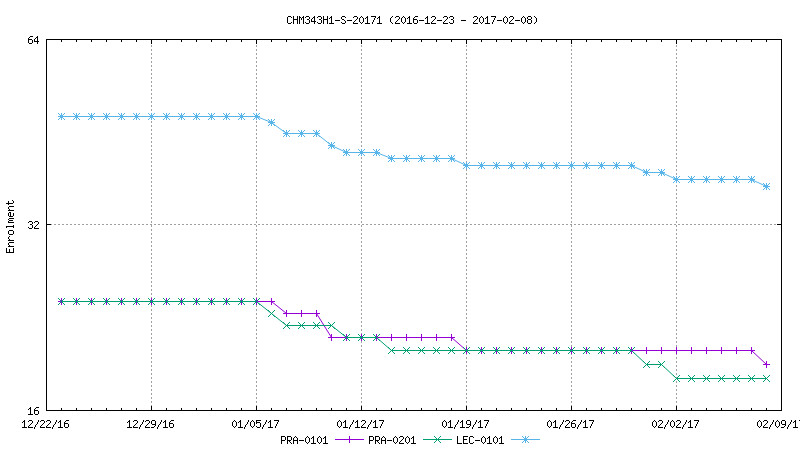 CHM343H1-S-20171 (2016-12-23 - 2017-02-08)
64
32
16
Enrolment
12/22/16 12/29/16 01/05/17 01/12/17 01/19/17 01/26/17 02/02/17 02/09/1
PRA-0101 PRA-0201 LEC-0101